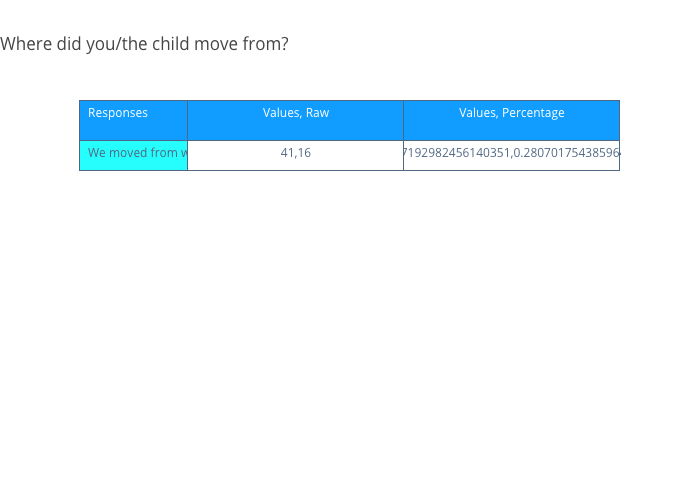 Where did you/the child move from?
Responses Values, Raw Values, Percentage
We moved from 41,16 7192982456140351,0.28070175438596